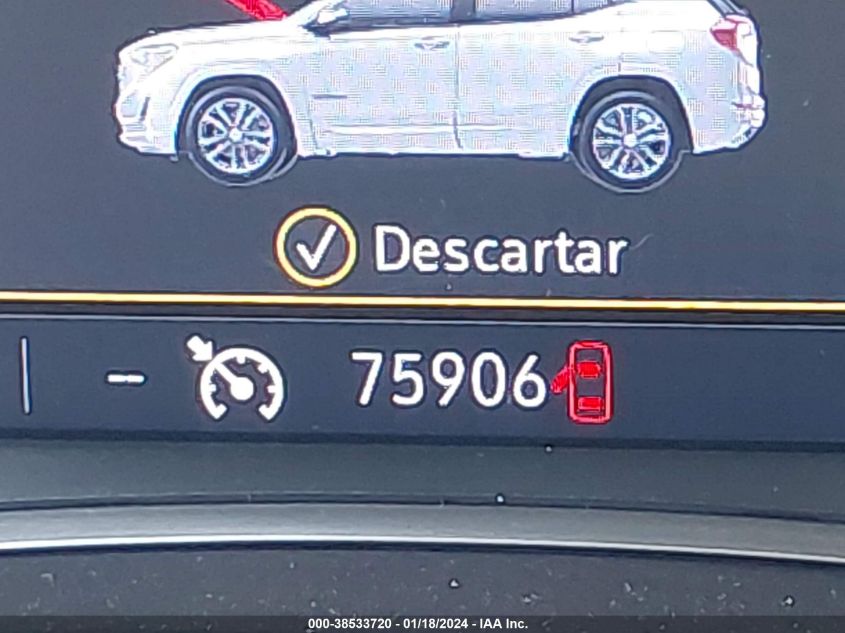 Descartar
75906
000-38533720 - 01/18/2024 - IAA Inc.